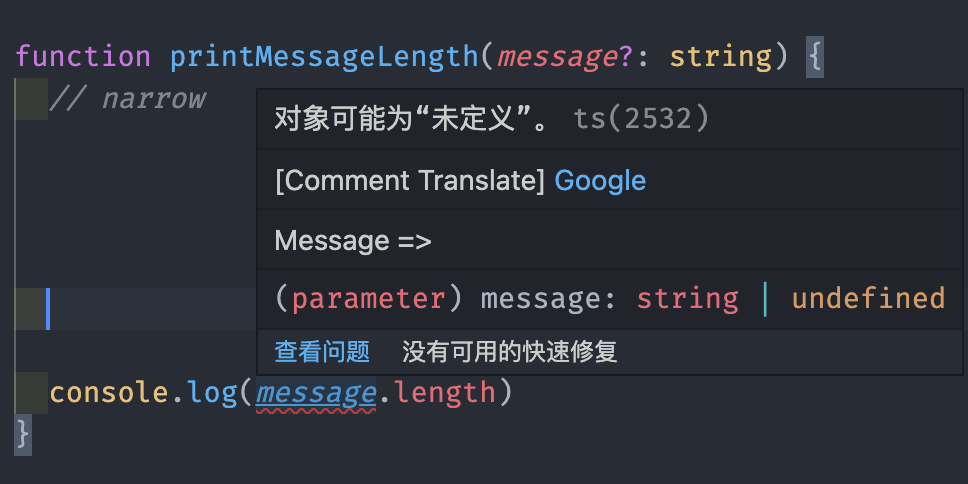 function printMessageLength(message?: string) {
// narrow
对象可能为“未定义”。 ts(2532)
[Comment Translate] Google
Message =>
(parameter) message: string | undefined
查看问题 没有可用的快速修复
console.log(message.length)
}